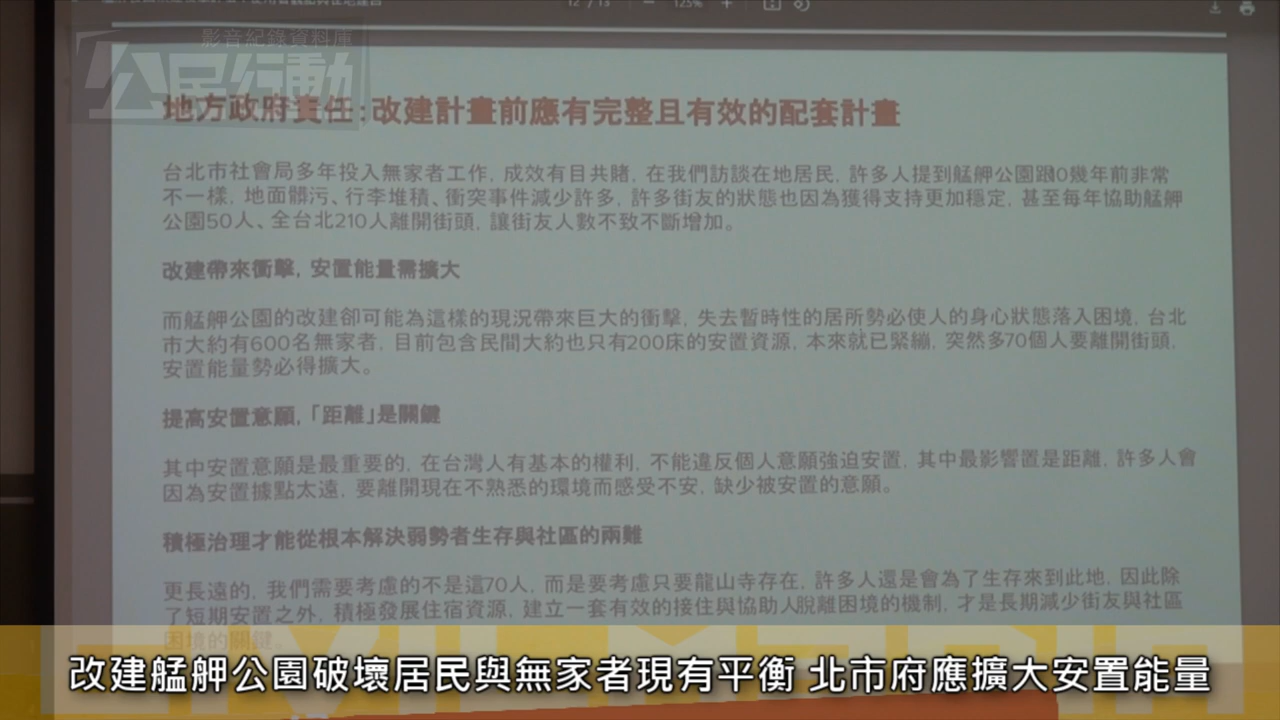 12 / 13 123%
影音紀錄資料庫
公民行動
地方政府責任：改建計畫前應有完整且有效的配套計畫
台北市社會局多年投入無家者工作，成效有目共睹，在我們訪談在地居民，許多人提到艋舺公園跟0幾年前非常
不一樣，地面髒污、行李堆積、衝突事件減少許多，許多街友的狀態也因為獲得支持更加穩定，甚至每年協助艋舺
公園50人、全台北210人離開街頭，讓街友人數不致不斷增加。
改建帶來衝擊，安置能量需擴大
而艋舺公園的改建卻可能為這樣的現況帶來巨大的衝擊，失去暫時性的居所勢必使人的身心狀態落入困境，台北
市大約有600名無家者，目前包含民間大約也只有200床的安置資源，本來就已緊繃，突然多70個人要離開街頭，
安置能量勢必得擴大。
提高安置意願，「距離」是關鍵
其中安置意願是最重要的，在台灣人有基本的權利，不能違反個人意願強迫安置，其中最影響置是距離，許多人會
因為安置據點太遠，要離開現在不熟悉的環境而感受不安，缺少被安置的意願。
積極治理才能從根本解決弱勢者生存與社區的兩難
更長遠的，我們需要考慮的不是這70人，而是要考慮只要龍山寺存在，許多人還是會為了生存來到此地，因此除
了短期安置之外，積極發展住宿資源，建立一套有效的接住與協助人脫離困境的機制，才是長期減少街友與社區
困境的關鍵。
改建艋舺公園破壞居民與無家者現有平衡 北市府應擴大安置能量